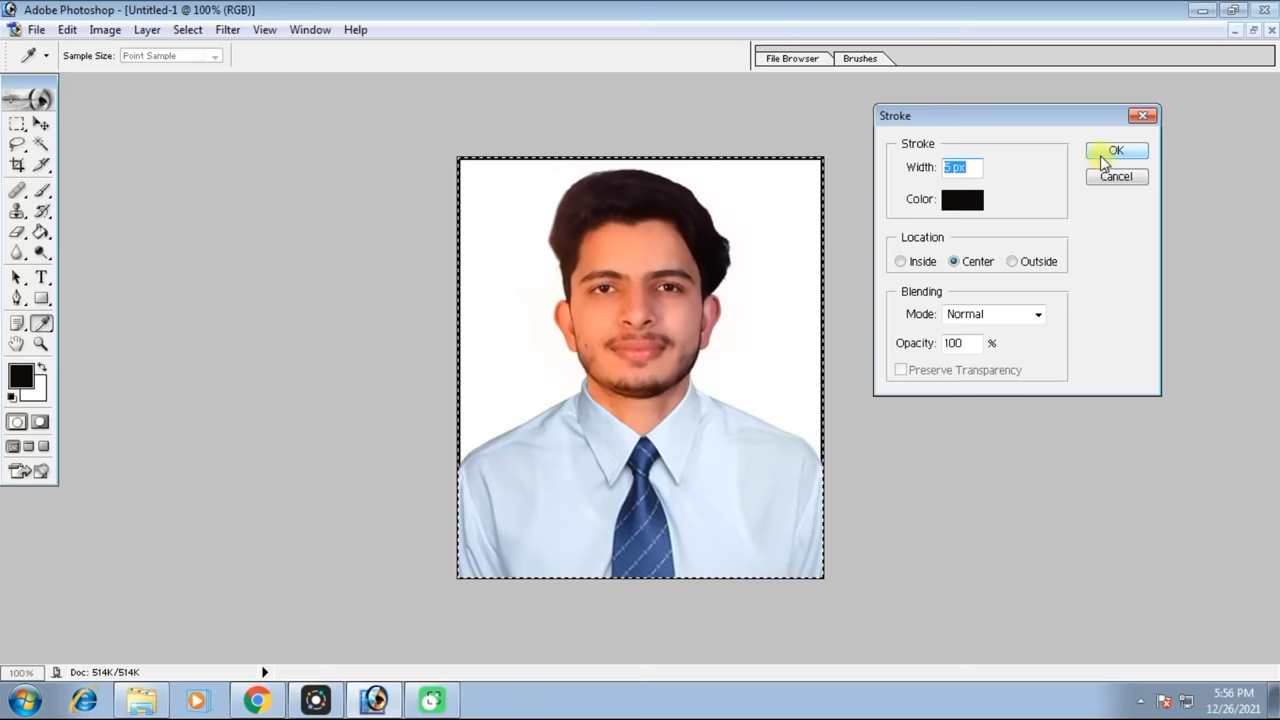 Adobe Photoshop - [Untitled-1 @ 100% (RGB)]
File Edit Image Layer Select Filter View Window Help
Sample Size: Point Sample
File Browser Brushes
Stroke
Stroke
Width: 5 px
Color:
OK
Cancel
Location
Inside Center Outside
Blending
Mode: Normal
Opacity: 100 %
Preserve Transparency
100% Doc: 514K/514K
5:56 PM
12/26/2021